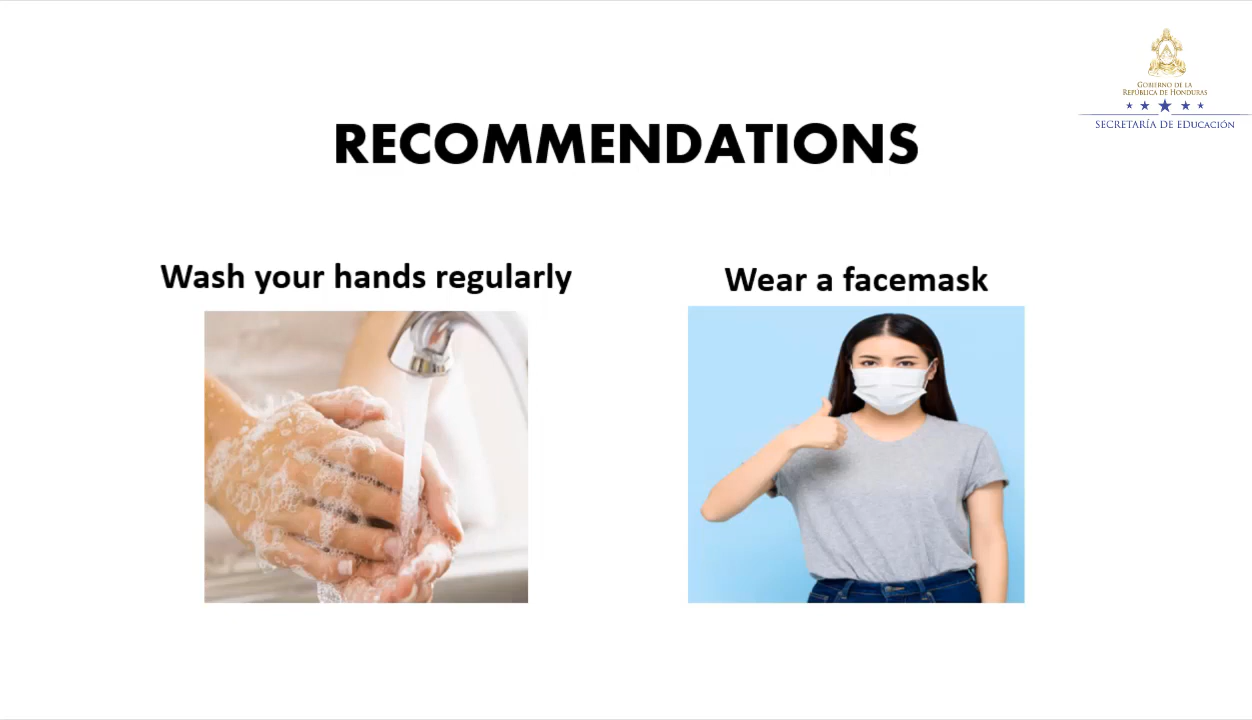 GOBIERNO DE LA
REPÚBLICA DE HONDURAS
SECRETARÍA DE EDUCACIÓN
RECOMMENDATIONS
Wash your hands regularly
Wear a facemask